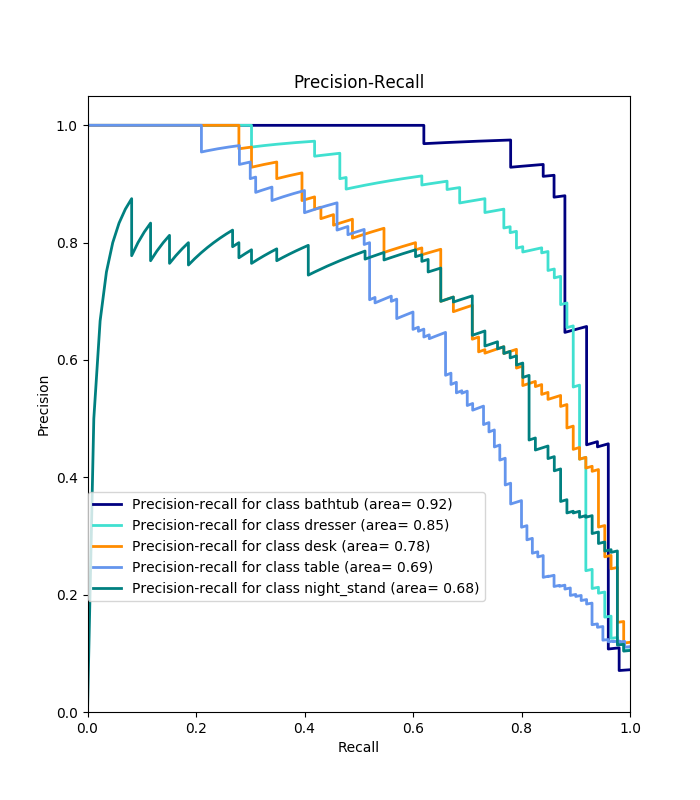 Precision-Recall
1.0
0.8
0.6
0.4
0.2
0.0
Precision
Precision-recall for class bathtub (area= 0.92)
Precision-recall for class dresser (area= 0.85)
Precision-recall for class desk (area= 0.78)
Precision-recall for class table (area= 0.69)
Precision-recall for class night_stand (area= 0.68)
0.0 0.2 0.4 0.6 0.8 1.0
Recall